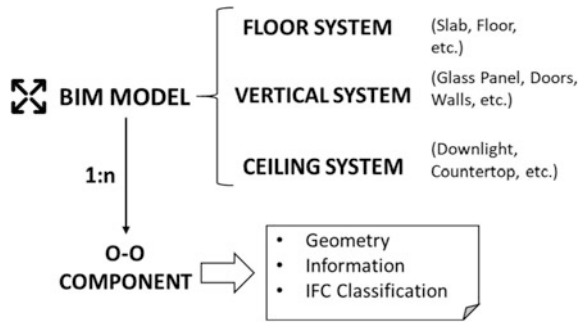 FLOOR SYSTEM
(Slab, Floor,
etc.)
BIM MODEL
VERTICAL SYSTEM
(Glass Panel, Doors,
Walls, etc.)
CEILING SYSTEM
(Downlight,
Countertop, etc.)
1:n
O-O
COMPONENT
• Geometry
• Information
• IFC Classification